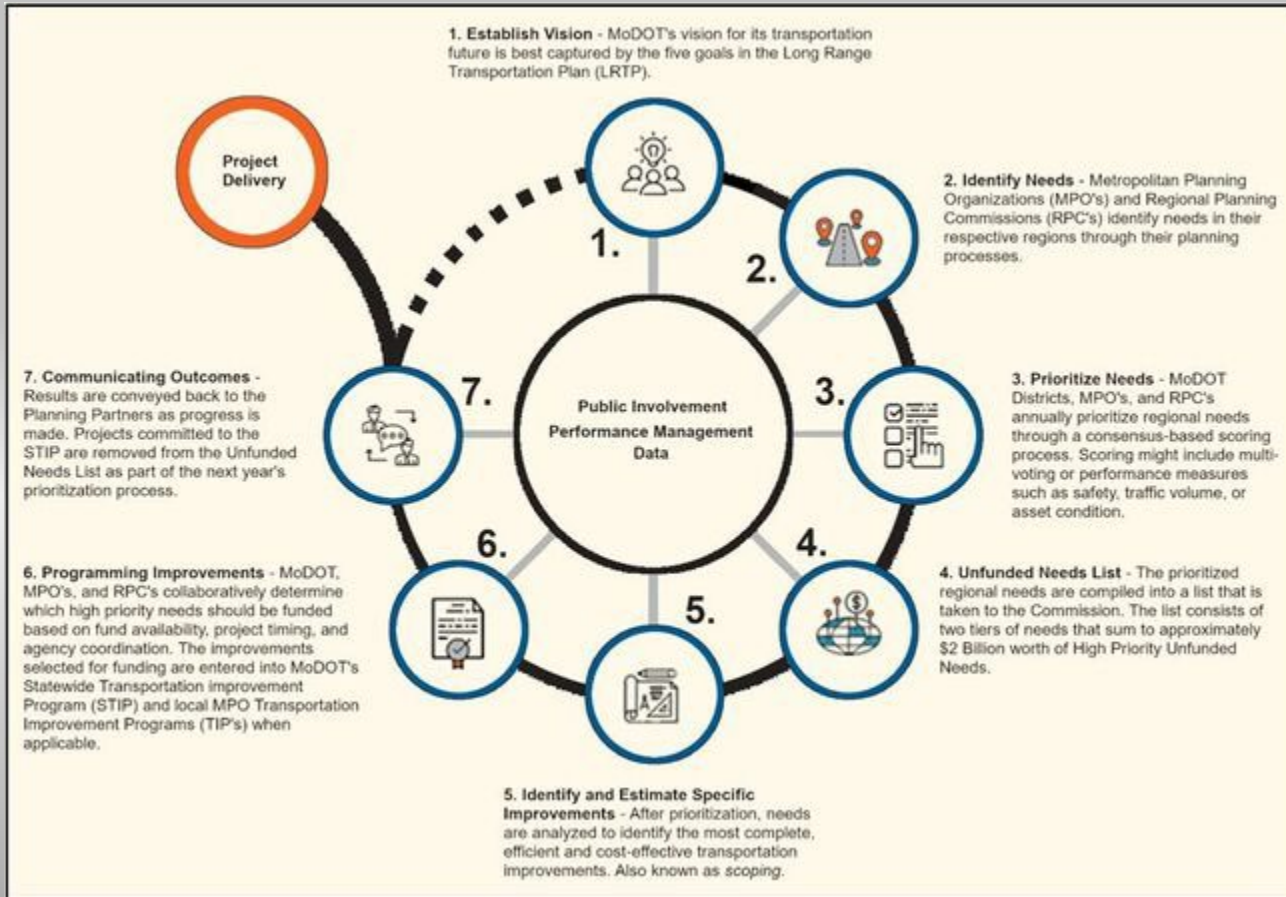 1. Establish Vision - MoDOT's vision for its transportation
future is best captured by the five goals in the Long Range
Transportation Plan (LRTP).
Project
Delivery
1.
2.
2. Identify Needs - Metropolitan Planning
Organizations (MPO's) and Regional Planning
Commissions (RPC's) identify needs in their
respective regions through their planning
processes.
3.
3. Prioritize Needs - MoDOT
Districts, MPO's, and RPC's
annually prioritize regional needs
through a consensus-based scoring
process. Scoring might include multi-
voting or performance measures
such as safety, traffic volume, or
asset condition.
Public Involvement
Performance Management
Data
4.
4. Unfunded Needs List - The prioritized
regional needs are compiled into a list that is
taken to the Commission. The list consists of
two tiers of needs that sum to approximately
$2 Billion worth of High Priority Unfunded
Needs.
5.
5. Identify and Estimate Specific
Improvements - After prioritization, needs
are analyzed to identify the most complete,
efficient and cost-effective transportation
improvements. Also known as scoping.
6.
6. Programming Improvements - MoDOT,
MPO's, and RPC's collaboratively determine
which high priority needs should be funded
based on fund availability, project timing, and
agency coordination. The improvements
selected for funding are entered into MoDOT's
Statewide Transportation improvement
Program (STIP) and local MPO Transportation
Improvement Programs (TIP's) when
applicable.
7.
7. Communicating Outcomes -
Results are conveyed back to the
Planning Partners as progress is
made. Projects committed to the
STIP are removed from the Unfunded
Needs List as part of the next year's
prioritization process.
$
A